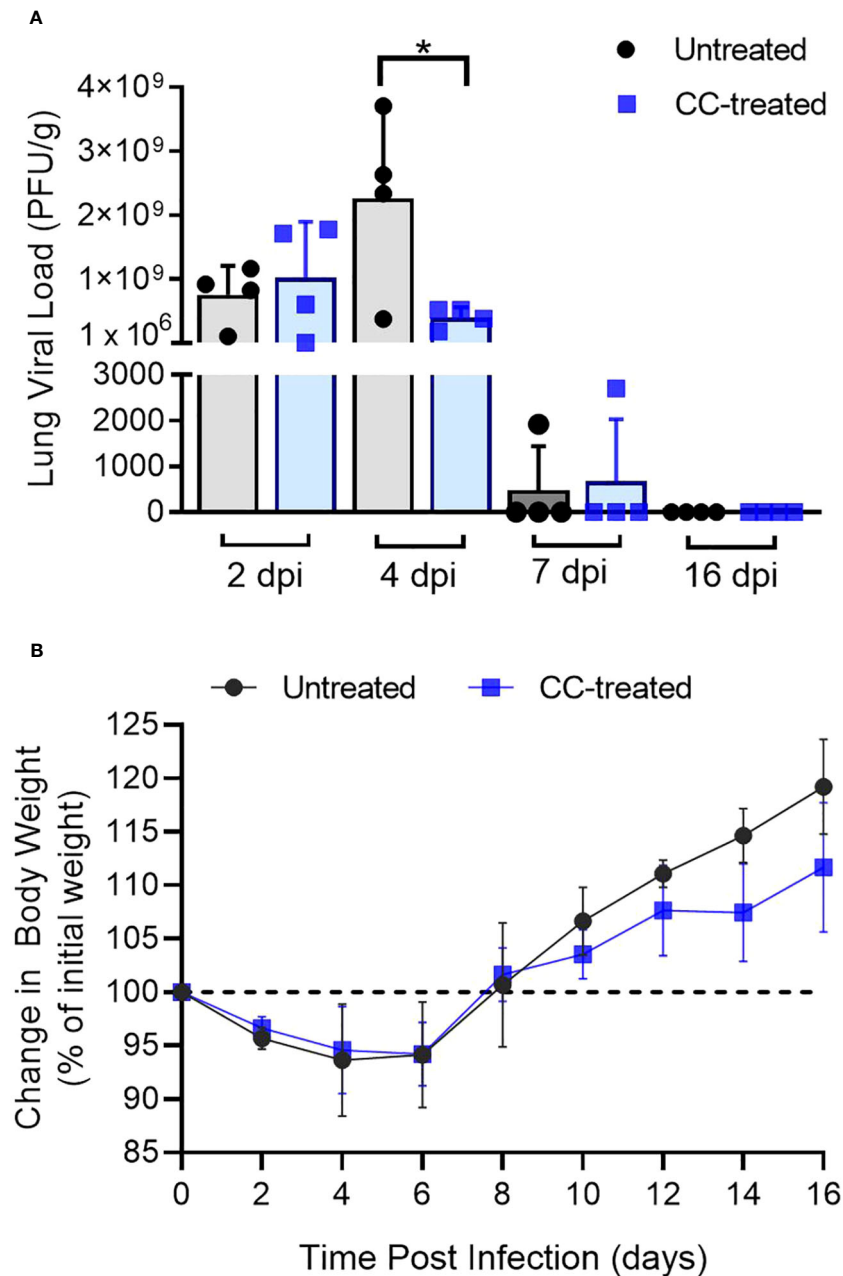 A
*
Untreated
CC-treated
Lung Viral Load (PFU/g)
4×10⁹
3×10⁹
2×10⁹
1×10⁹
1 x 10⁶
3000
2000
1000
0
2 dpi 4 dpi 7 dpi 16 dpi
B
Untreated CC-treated
Change in Body Weight
(% of initial weight)
125
120
115
110
105
100
95
90
85
0 2 4 6 8 10 12 14 16
Time Post Infection (days)